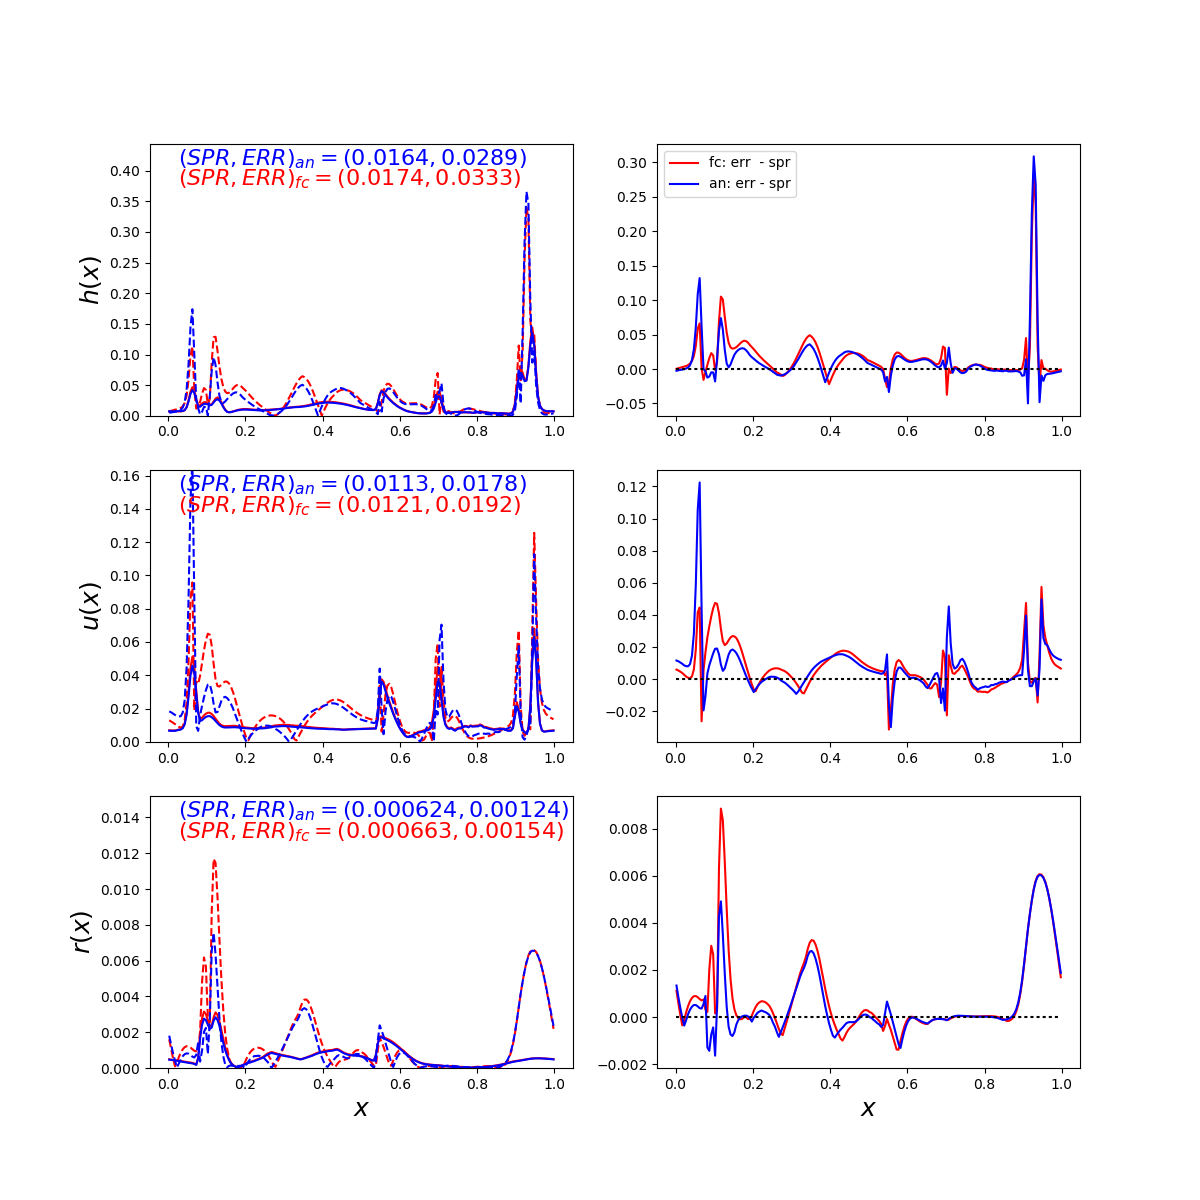 (SPR, ERR)an = (0.0164, 0.0289)
(SPR, ERR)fc = (0.0174, 0.0333)
h(x)
0.40
0.35
0.30
0.25
0.20
0.15
0.10
0.05
0.00
0.0 0.2 0.4 0.6 0.8 1.0
fc: err - spr
an: err - spr
0.30
0.25
0.20
0.15
0.10
0.05
0.00
−0.05
0.0 0.2 0.4 0.6 0.8 1.0
(SPR, ERR)an = (0.0113, 0.0178)
(SPR, ERR)fc = (0.0121, 0.0192)
u(x)
0.16
0.14
0.12
0.10
0.08
0.06
0.04
0.02
0.00
0.0 0.2 0.4 0.6 0.8 1.0
0.12
0.10
0.08
0.06
0.04
0.02
0.00
−0.02
0.0 0.2 0.4 0.6 0.8 1.0
(SPR, ERR)an = (0.000624, 0.00124)
(SPR, ERR)fc = (0.000663, 0.00154)
r(x)
0.014
0.012
0.010
0.008
0.006
0.004
0.002
0.000
0.0 0.2 0.4 0.6 0.8 1.0
x
0.008
0.006
0.004
0.002
0.000
−0.002
0.0 0.2 0.4 0.6 0.8 1.0
x